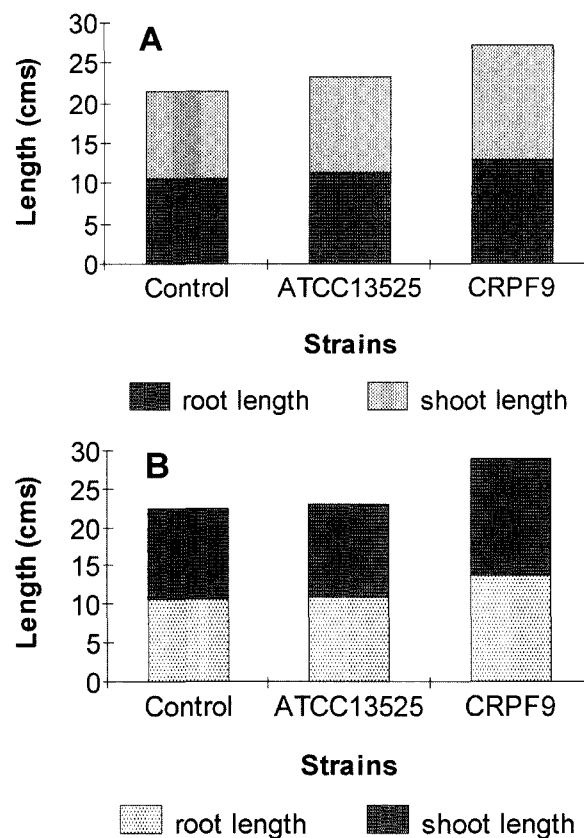 A
Length (cms)
30
25
20
15
10
5
0
Control ATCC13525 CRPF9
Strains
root length shoot length
B
Length (cms)
30
25
20
15
10
5
0
Control ATCC13525 CRPF9
Strains
root length shoot length